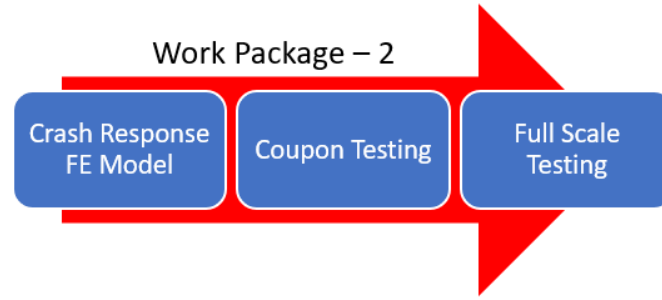 Work Package – 2
Crash Response
FE Model
Coupon Testing
Full Scale
Testing